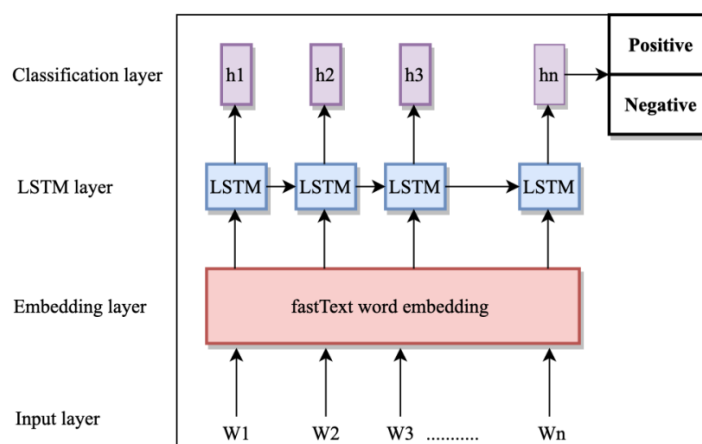 Positive
Classification layer h1 h2 h3 hn
Negative
LSTM layer LSTM LSTM LSTM LSTM
Embedding layer fastText word embedding
Input layer W1 W2 W3 ........... Wn